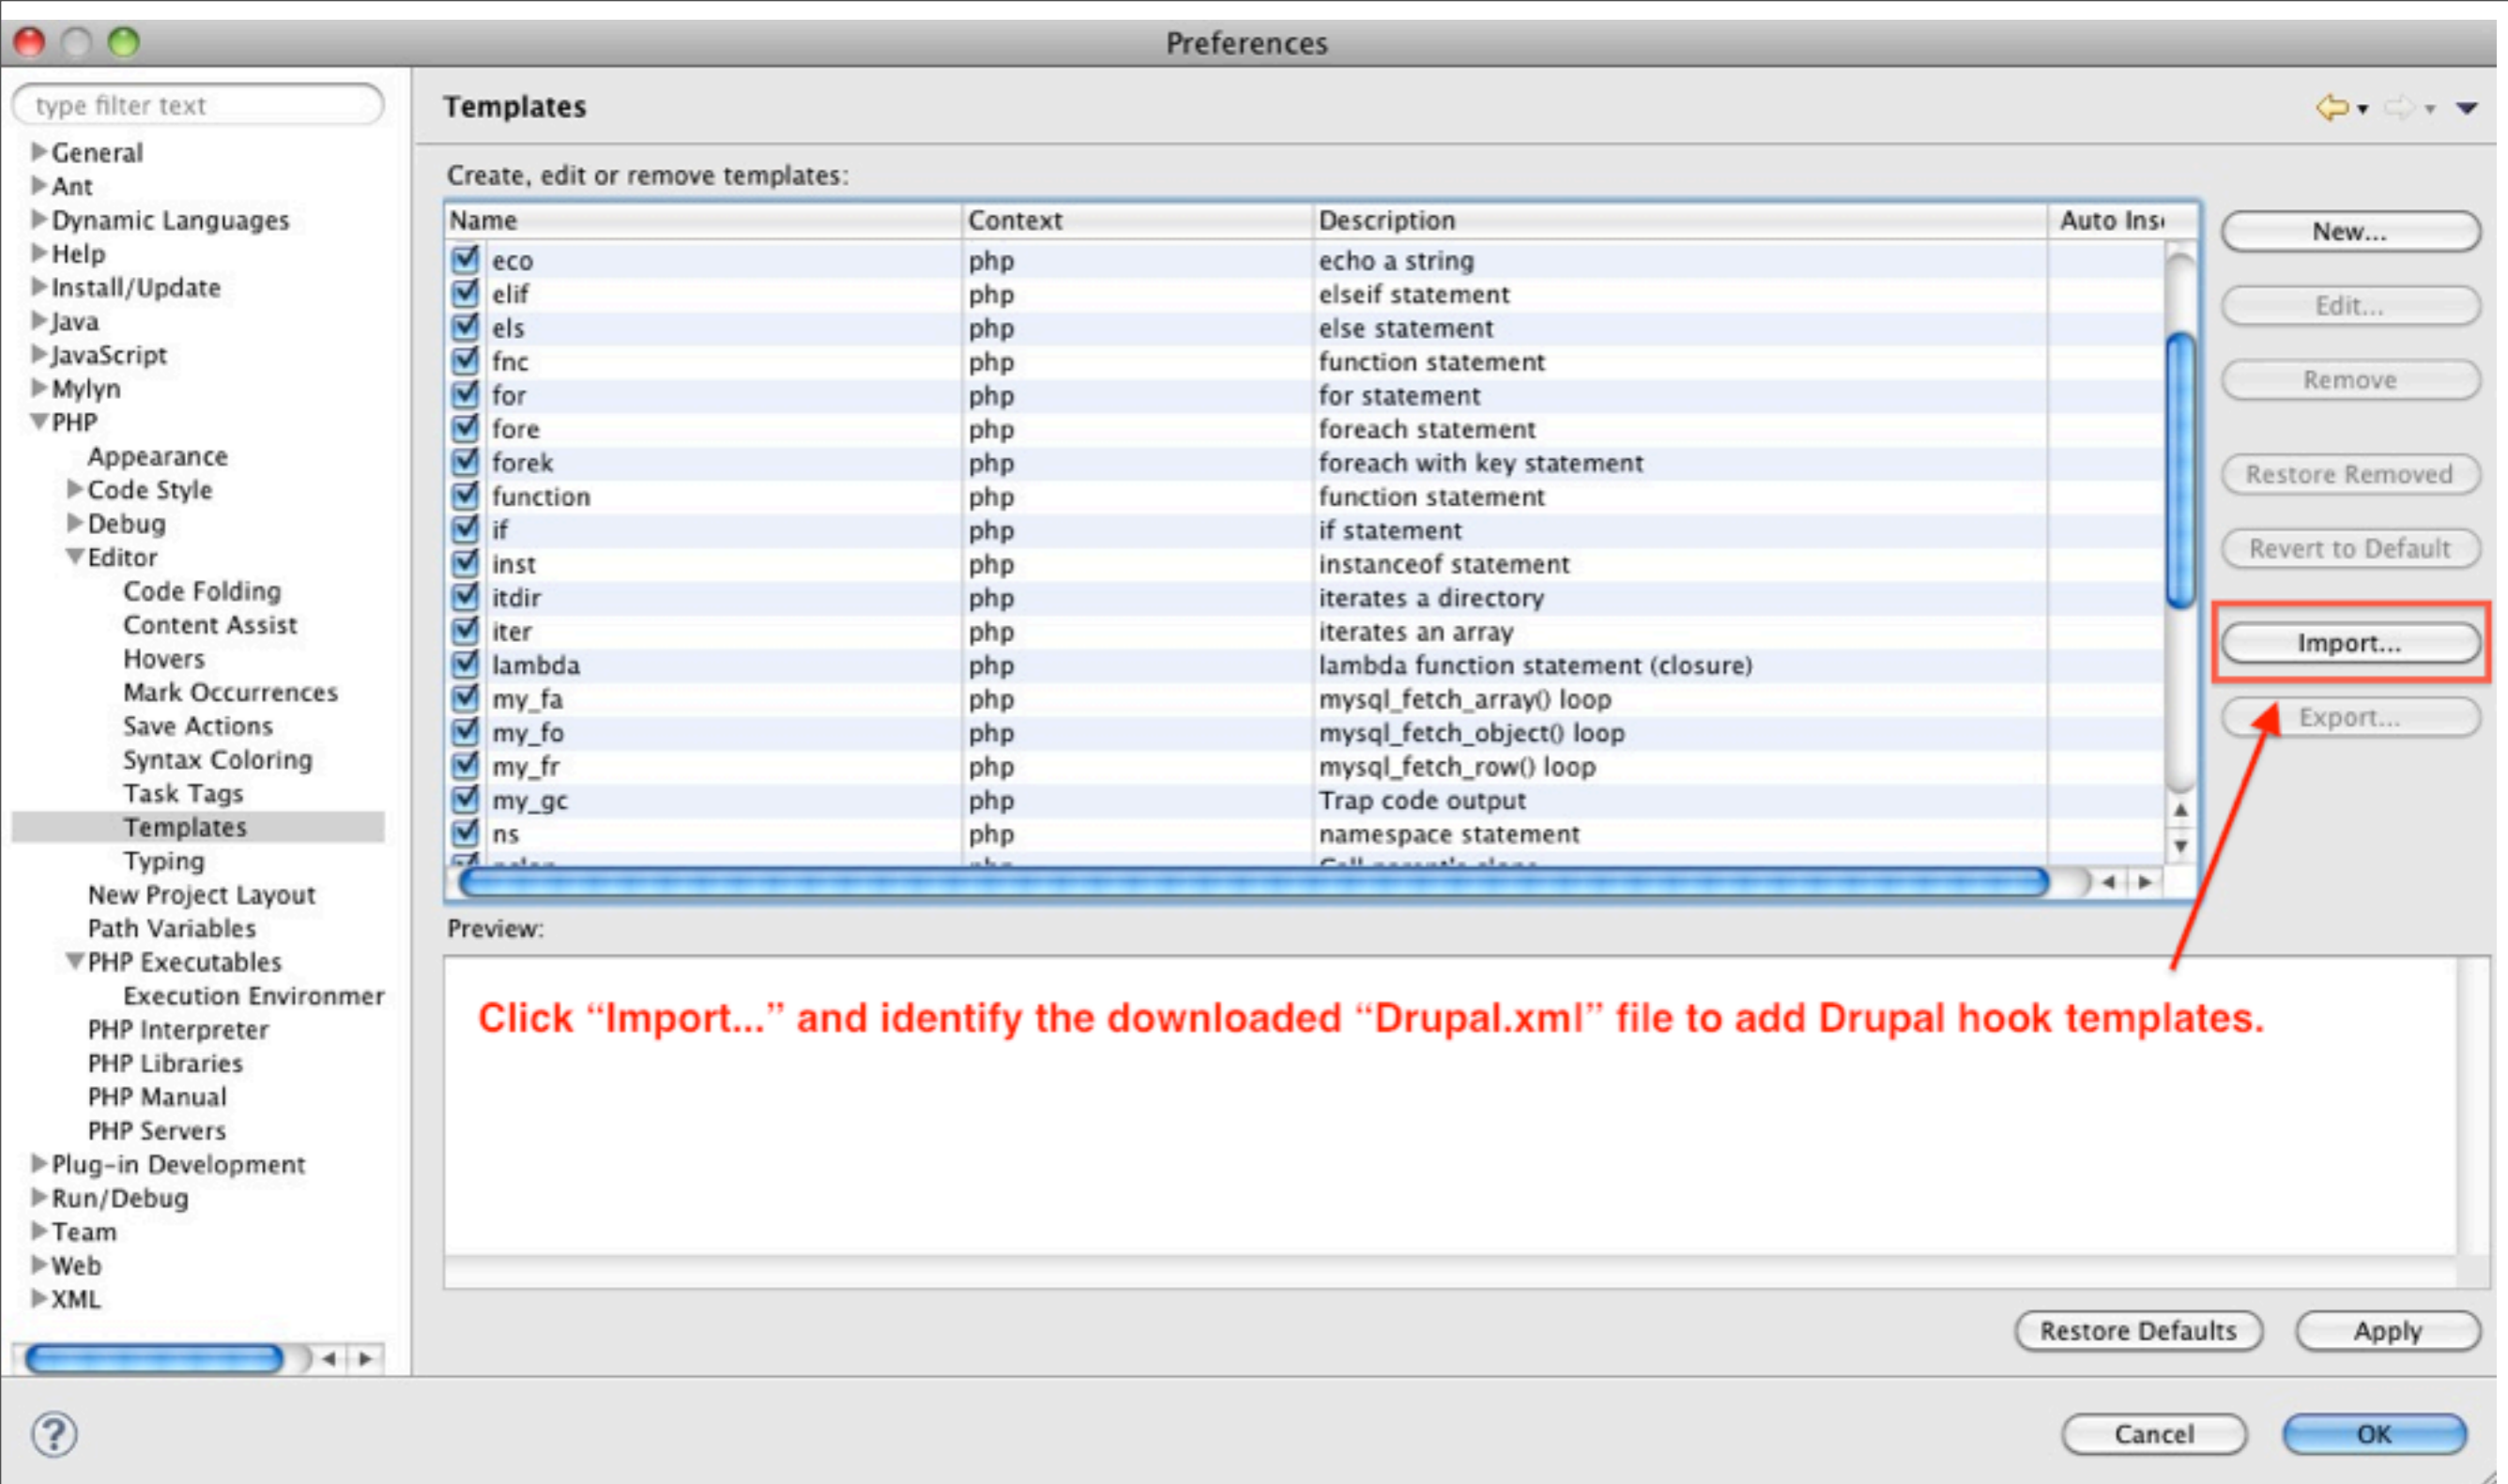 Preferences
type filter text
General
Ant
Dynamic Languages
Help
Install/Update
Java
JavaScript
Mylyn
PHP
Appearance
Code Style
Debug
Editor
Code Folding
Content Assist
Hovers
Mark Occurrences
Save Actions
Syntax Coloring
Task Tags
Templates
Typing
New Project Layout
Path Variables
PHP Executables
Execution Environmer
PHP Interpreter
PHP Libraries
PHP Manual
PHP Servers
Plug-in Development
Run/Debug
Team
Web
XML
Templates
Create, edit or remove templates:
Name Context Description Auto Ins
eco php echo a string
elif php elseif statement
els php else statement
fnc php function statement
for php for statement
fore php foreach statement
forek php foreach with key statement
function php function statement
if php if statement
inst php instanceof statement
itdir php iterates a directory
iter php iterates an array
lambda php lambda function statement (closure)
my_fa php mysql_fetch_array() loop
my_fo php mysql_fetch_object() loop
my_fr php mysql_fetch_row() loop
my_gc php Trap code output
ns php namespace statement
New...
Edit...
Remove
Restore Removed
Revert to Default
Import...
Export...
Preview:
Click “Import...” and identify the downloaded “Drupal.xml” file to add Drupal hook templates.
Restore Defaults Apply
? Cancel OK